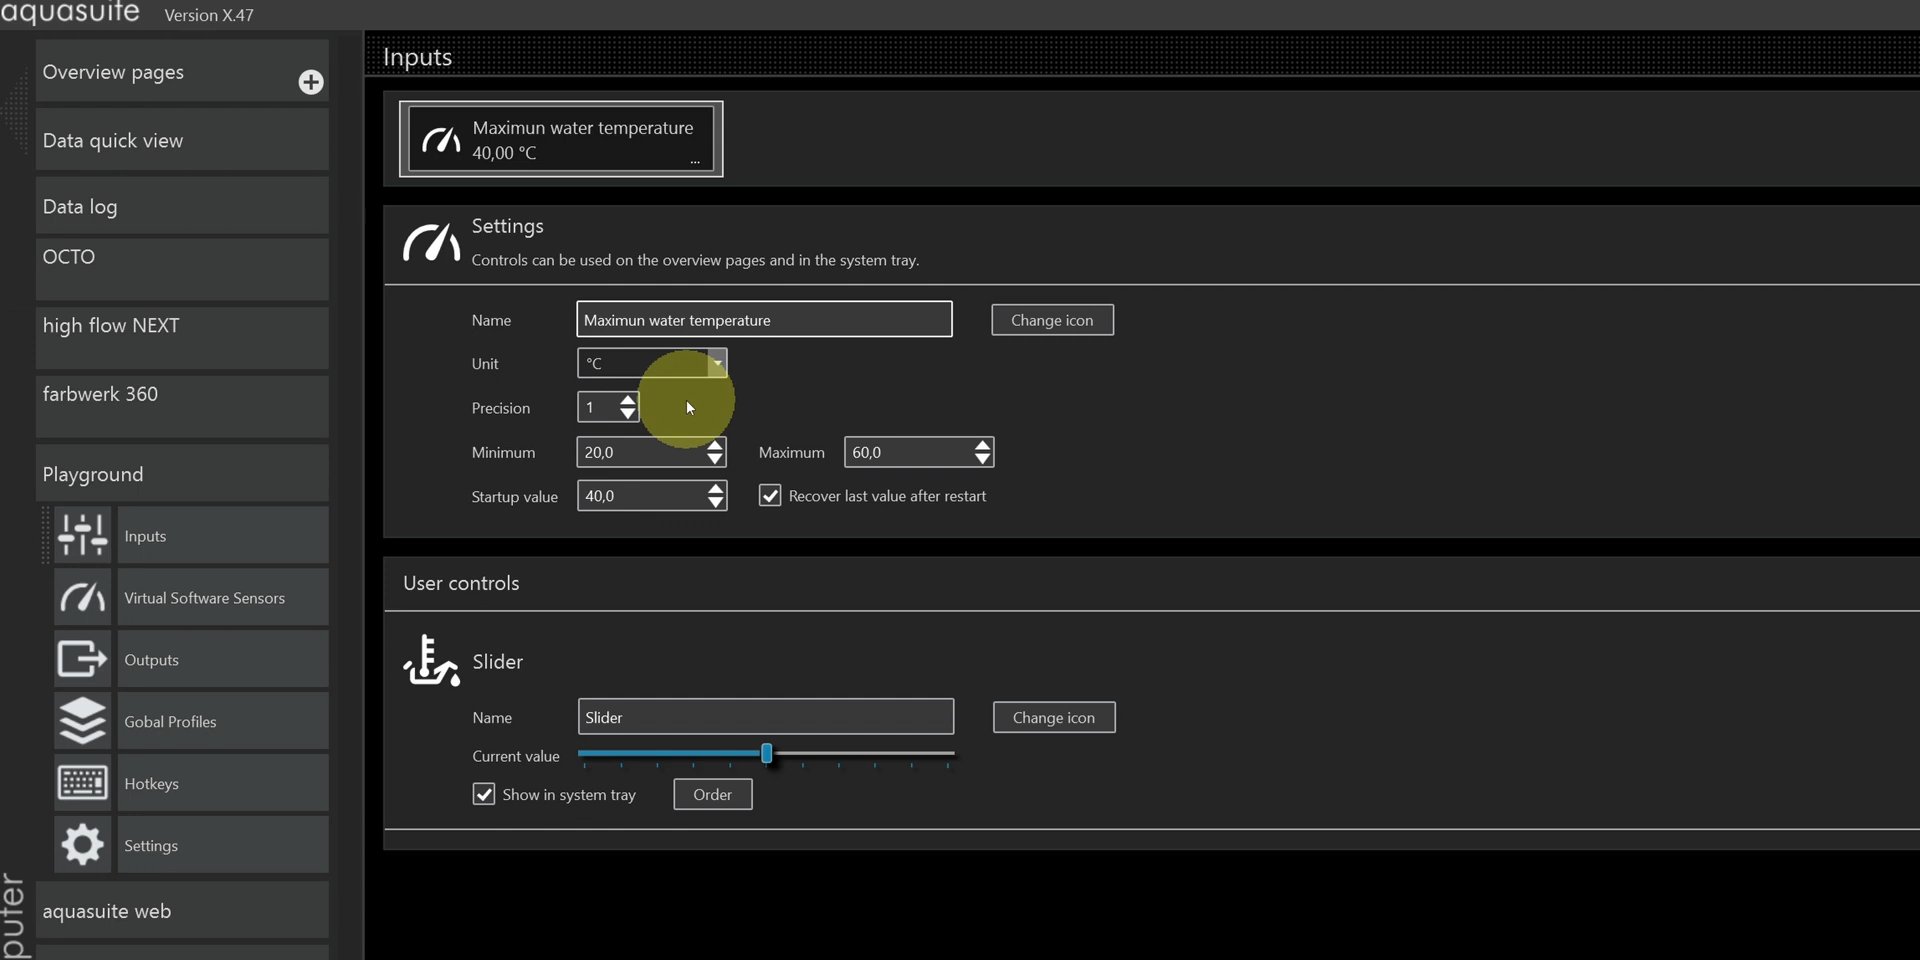 aquasuite Version X.47
Overview pages
Data quick view
Data log
OCTO
high flow NEXT
farbwerk 360
Playground
Inputs
Virtual Software Sensors
Outputs
Gobal Profiles
Hotkeys
Settings
aquasuite web
puter
Inputs
Maximun water temperature
40,00 °C
...
Settings
Controls can be used on the overview pages and in the system tray.
Name Maximun water temperature Change icon
Unit °C
Precision 1
Minimum 20,0 Maximum 60,0
Startup value 40,0 Recover last value after restart
User controls
Slider
Name Slider Change icon
Current value
Show in system tray Order